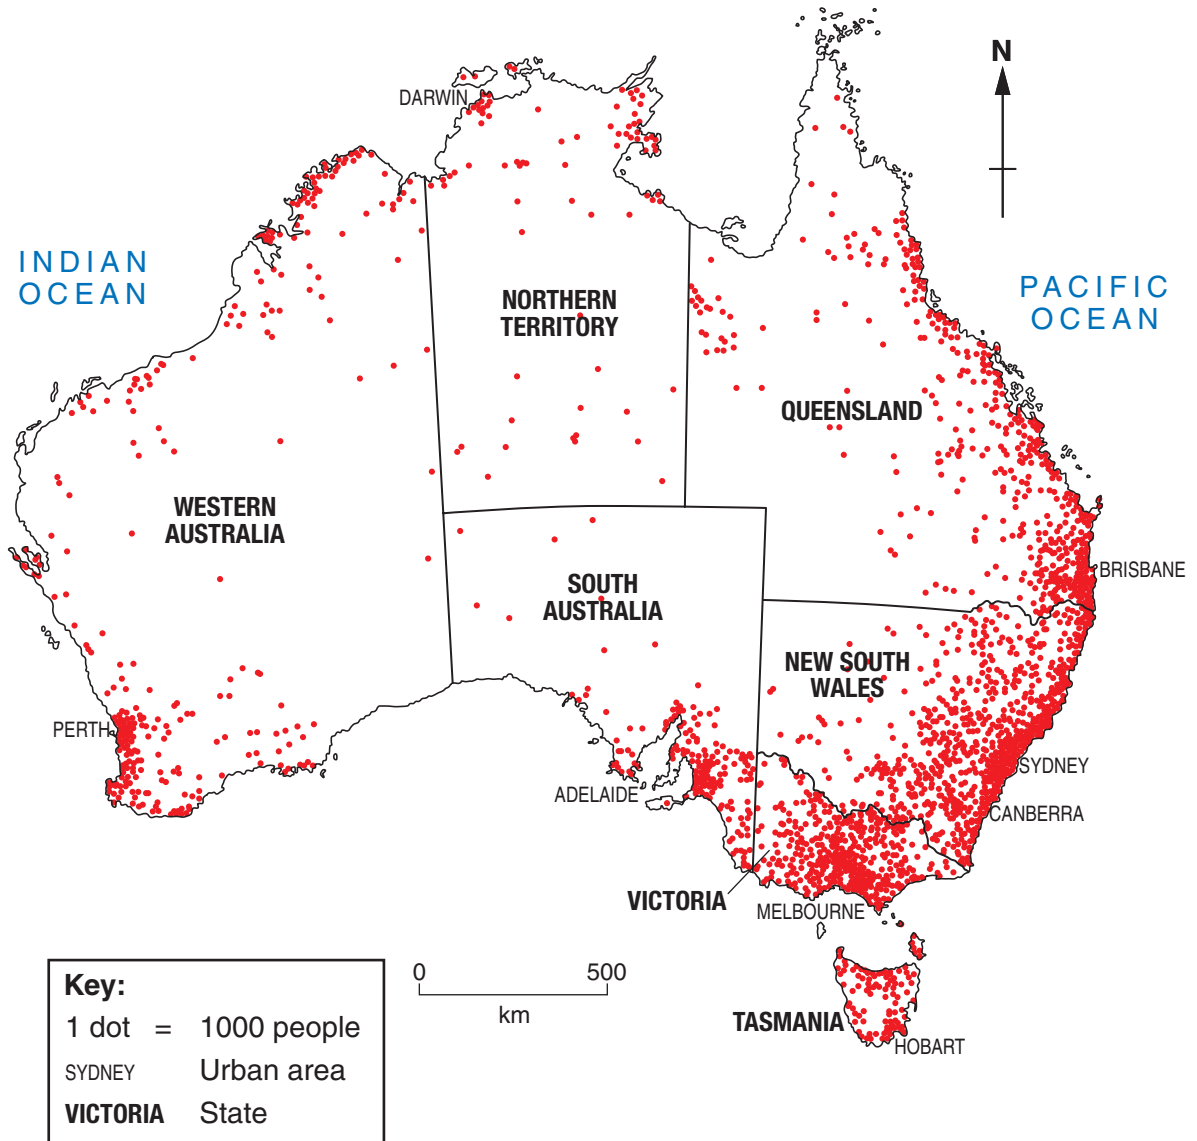 N
DARWIN
INDIAN
OCEAN
PACIFIC
OCEAN
NORTHERN
TERRITORY
QUEENSLAND
WESTERN
AUSTRALIA
SOUTH
AUSTRALIA
BRISBANE
NEW SOUTH
WALES
PERTH
SYDNEY
ADELAIDE
CANBERRA
VICTORIA
MELBOURNE
TASMANIA
HOBART
0 500
km
Key:
1 dot = 1000 people
SYDNEY Urban area
VICTORIA State